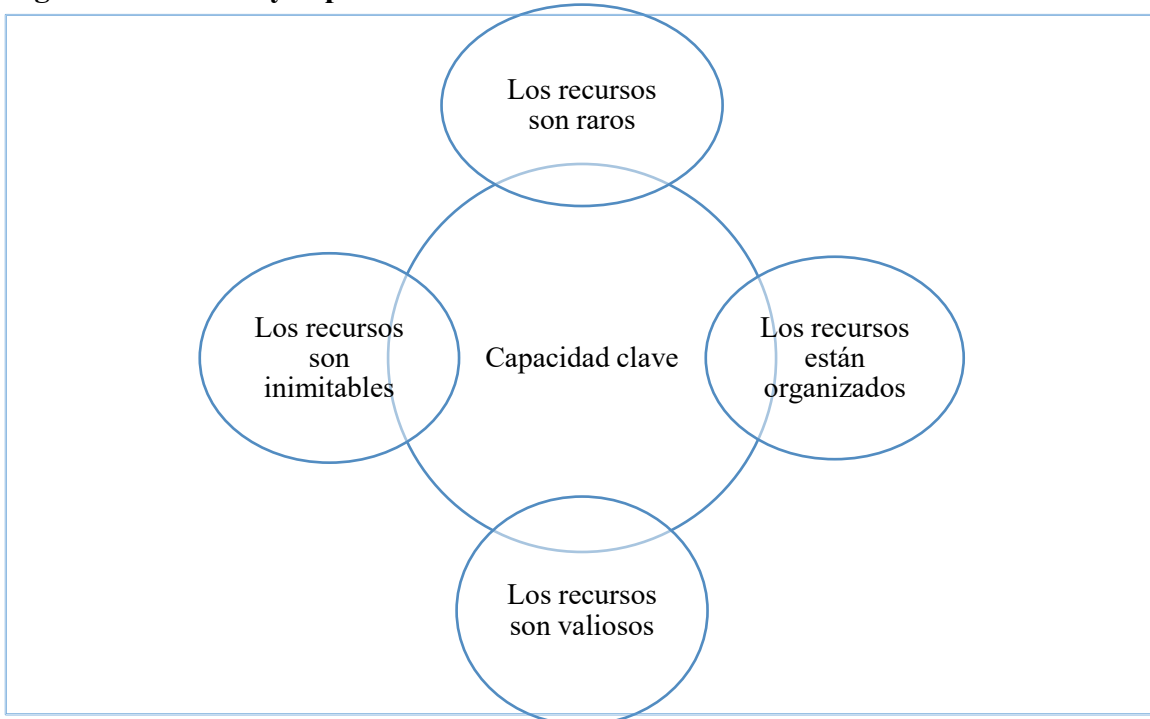 Los recursos
son raros
Los recursos
son
inimitables
Capacidad clave
Los recursos
están
organizados
Los recursos
son valiosos